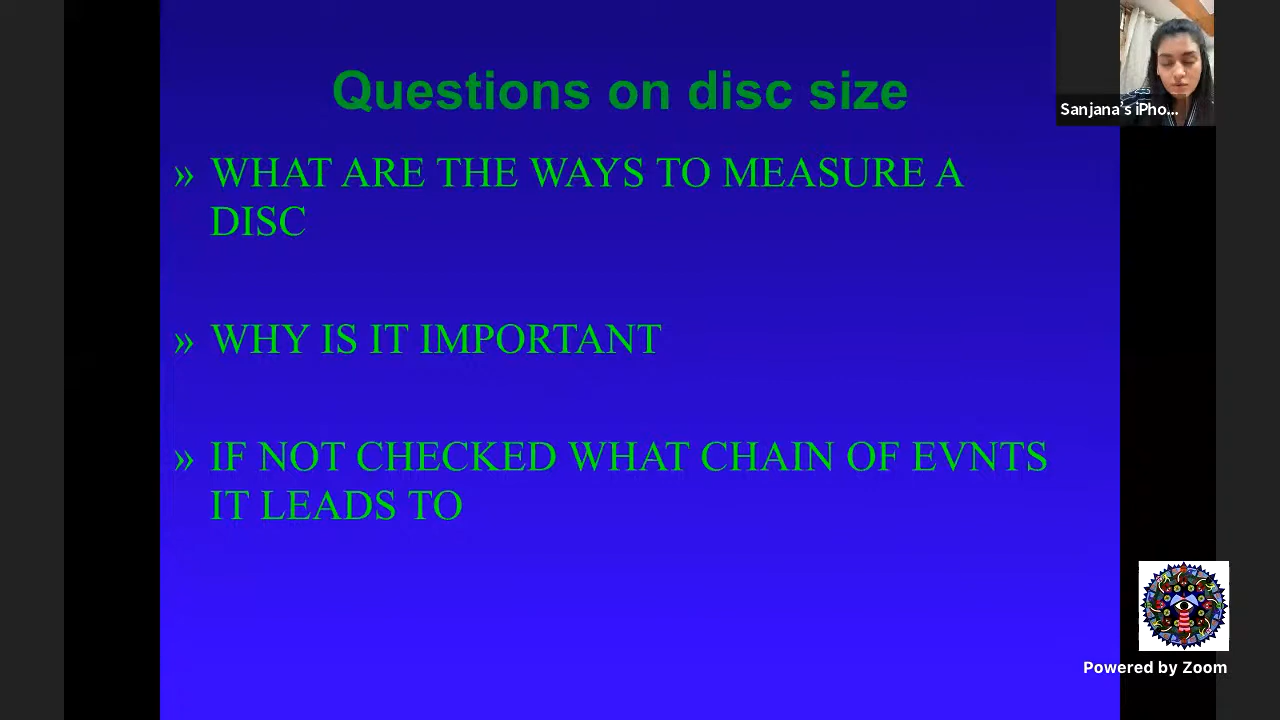 Questions on disc size
» WHAT ARE THE WAYS TO MEASURE A
DISC
» WHY IS IT IMPORTANT
» IF NOT CHECKED WHAT CHAIN OF EVNTS
IT LEADS TO
Sanjana's iPho...
Powered by Zoom